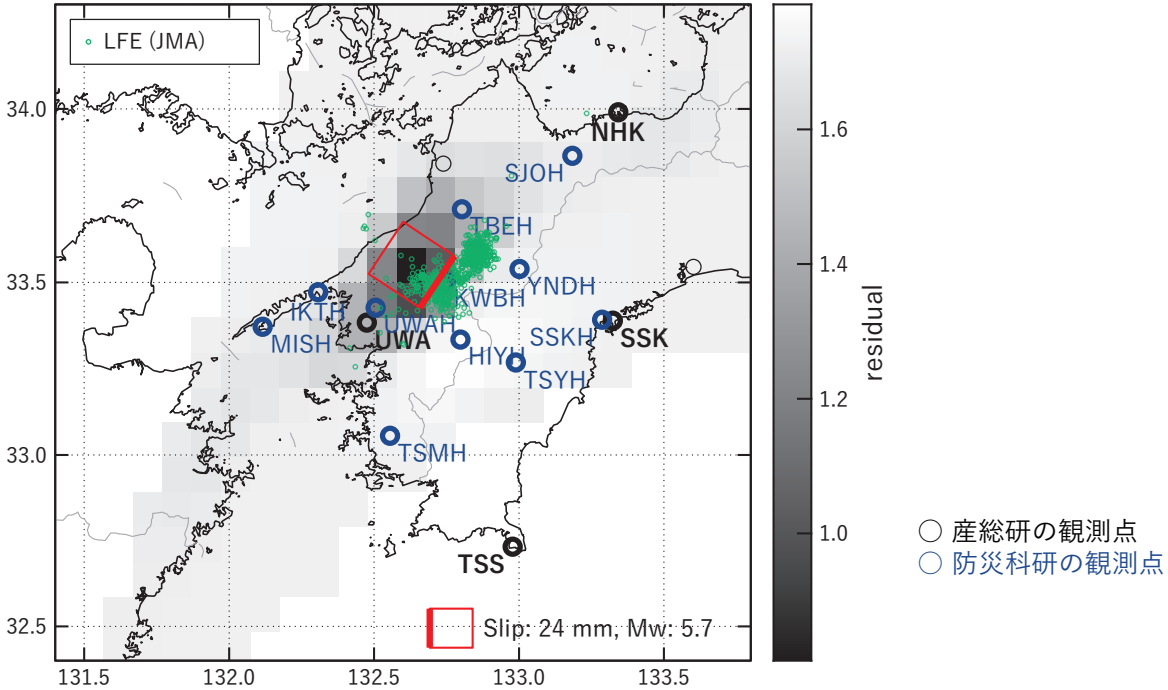 LFE (JMA)
34.0
33.5
33.0
32.5
131.5
132.0
132.5
133.0
133.5
NHK
SJOH
TBEH
YNDH
KWBH
IKTH
UWAH
MISH
UWA
SSKH
SSK
HIYH
TSYH
TSMH
TSS
Slip: 24 mm, Mw: 5.7
1.6
1.4
1.2
1.0
residual
○ 産総研の観測点
○ 防災科研の観測点